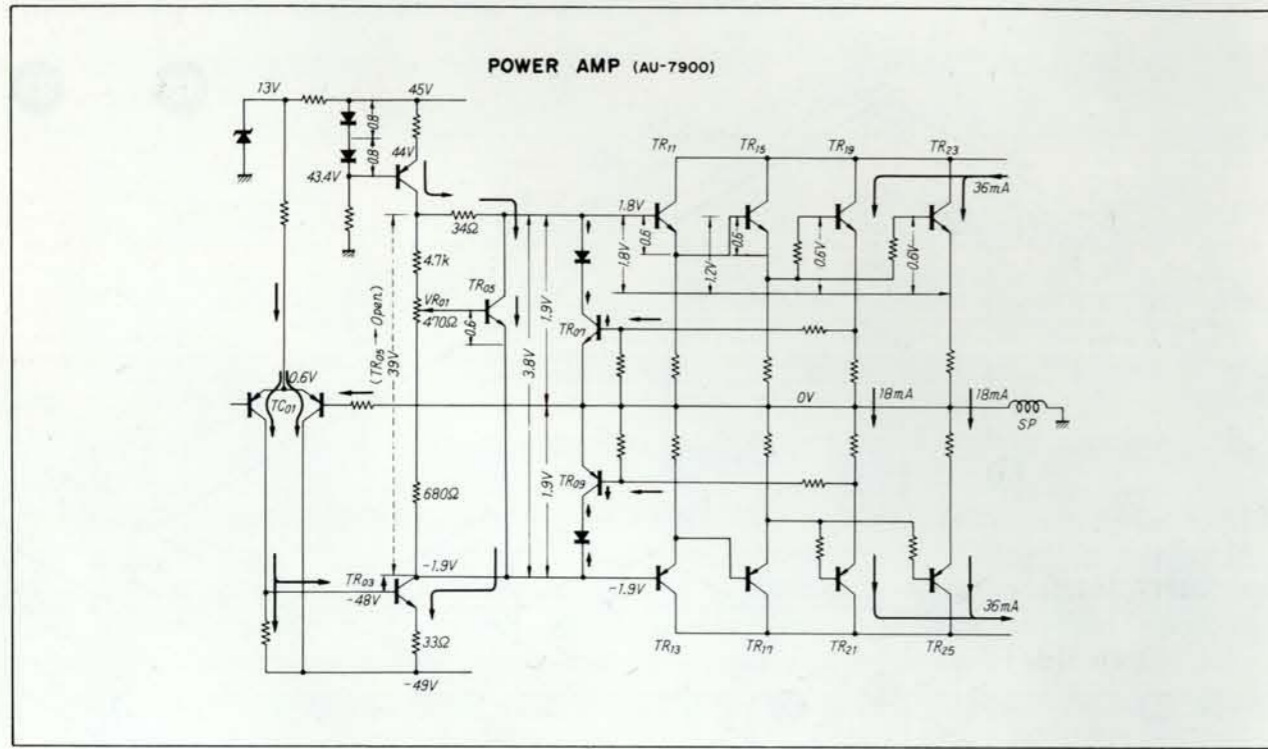 POWER AMP (AU-7900)
13V
45V
0.8
0.8
44V
43.4V
TR11
TR15
TR19
TR23
36mA
1.8V
34Ω
0.6
1.8V
1.2V
0.6
0.6V
0.6V
4.7k
TR05
VR01
470Ω
0.6
(TR05 → Open)
39V
3.8V
1.9V
TR07
0.6V
TC01
0V
18mA
18mA
SP
680Ω
1.9V
TR09
-1.9V
TR03
-48V
-1.9V
36mA
33Ω
TR13
TR17
TR21
TR25
-49V